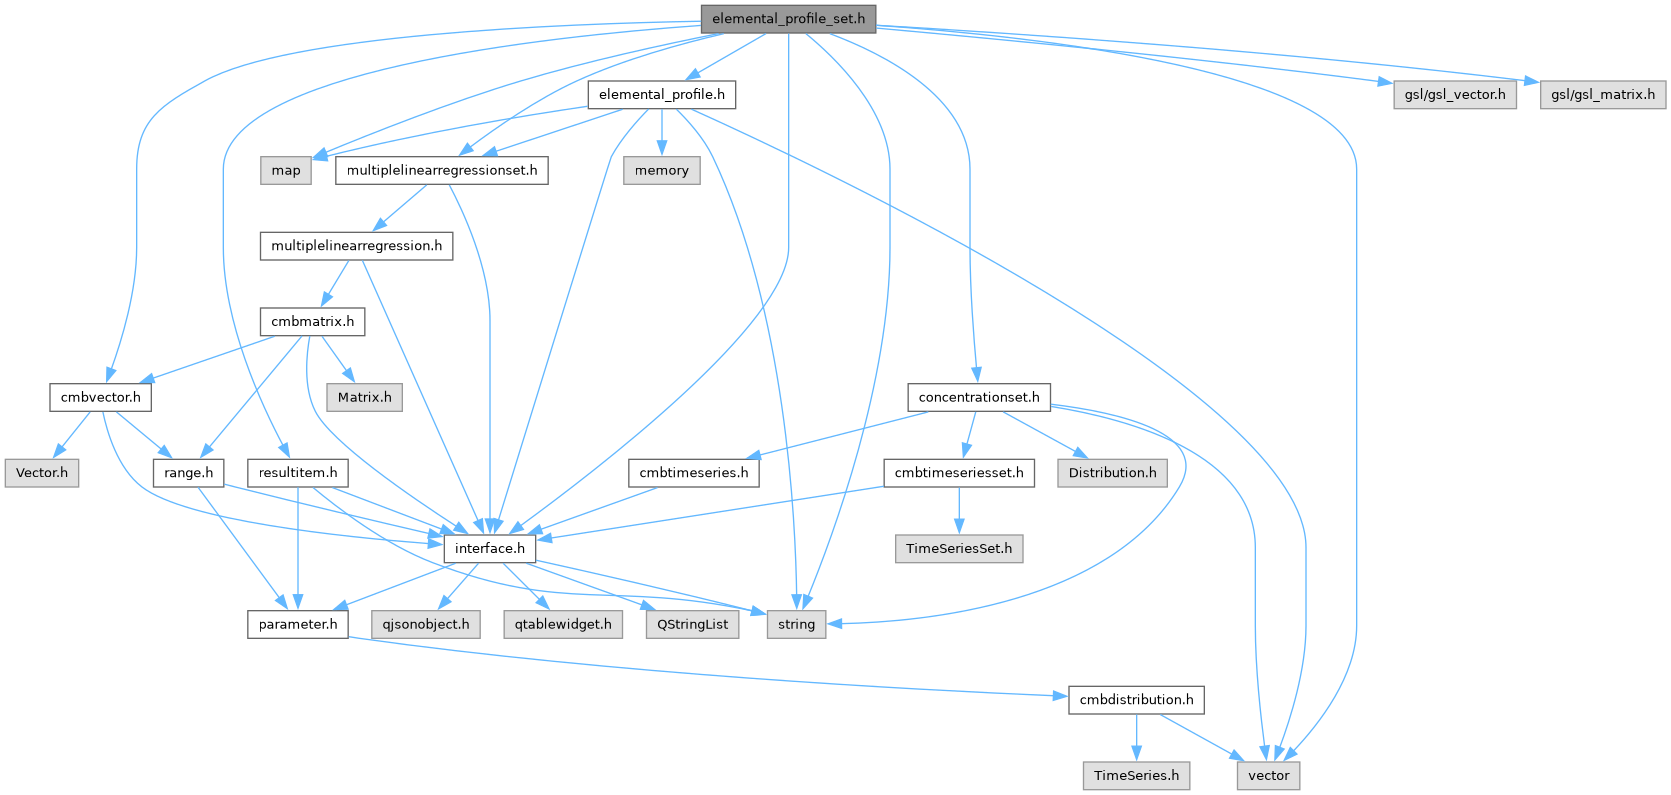 elemental_profile_set.h
elemental_profile.h
gsl/gsl_vector.h
gsl/gsl_matrix.h
map
multiplelinearregressionset.h
memory
multiplelinearregression.h
cmbmatrix.h
cmbvector.h
Matrix.h
concentrationset.h
Vector.h
range.h
resultitem.h
cmbtimeseries.h
cmbtimeseriesset.h
Distribution.h
interface.h
TimeSeriesSet.h
parameter.h
qjsonobject.h
qtablewidget.h
QStringList
string
cmbdistribution.h
TimeSeries.h
vector